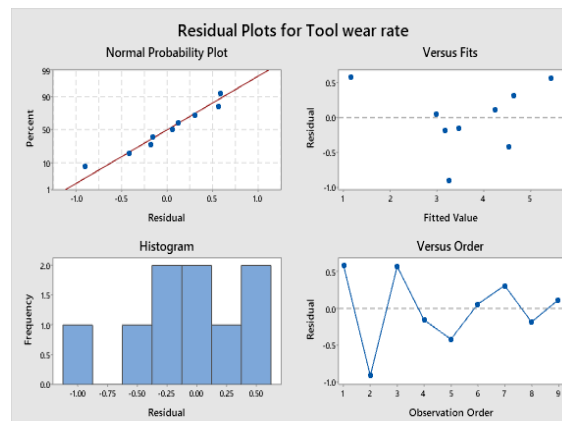 Residual Plots for Tool wear rate
Normal Probability Plot
99
90
50
10
1
Percent
-1.0 -0.5 0.0 0.5 1.0
Residual
Versus Fits
0.5
0.0
-0.5
-1.0
Residual
1 2 3 4 5
Fitted Value
Histogram
2.0
1.5
1.0
0.5
0.0
Frequency
-1.00 -0.75 -0.50 -0.25 0.00 0.25 0.50
Residual
Versus Order
0.5
0.0
-0.5
-1.0
Residual
1 2 3 4 5 6 7 8 9
Observation Order